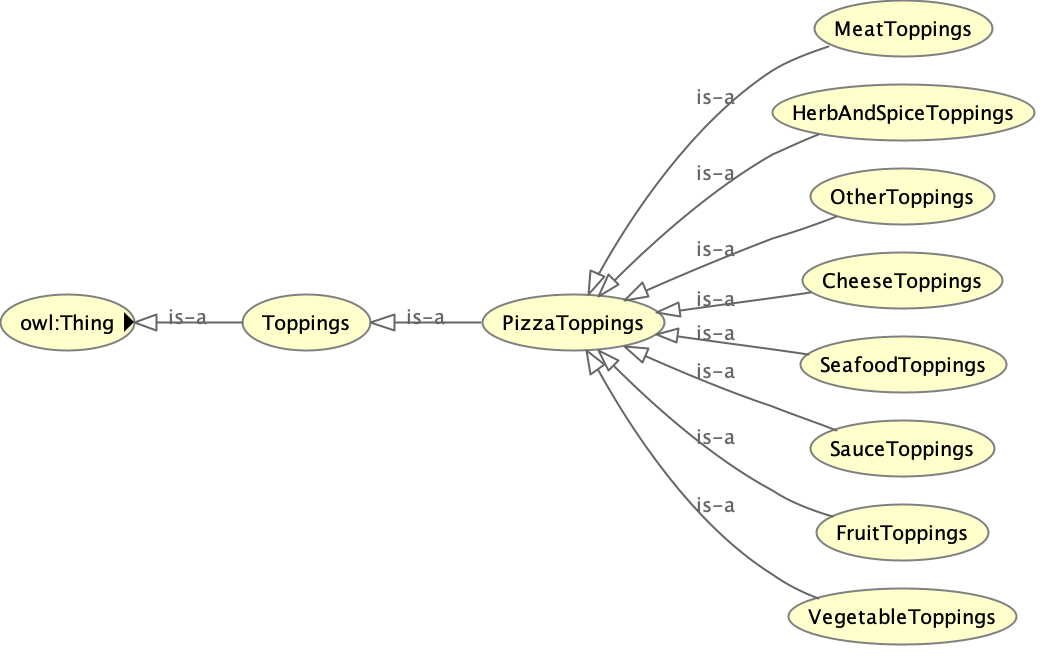 MeatToppings
is-a
HerbAndSpiceToppings
is-a
OtherToppings
is-a
CheeseToppings
is-a
owl:Thing
is-a
Toppings
is-a
PizzaToppings
is-a
SeafoodToppings
is-a
SauceToppings
is-a
FruitToppings
is-a
VegetableToppings